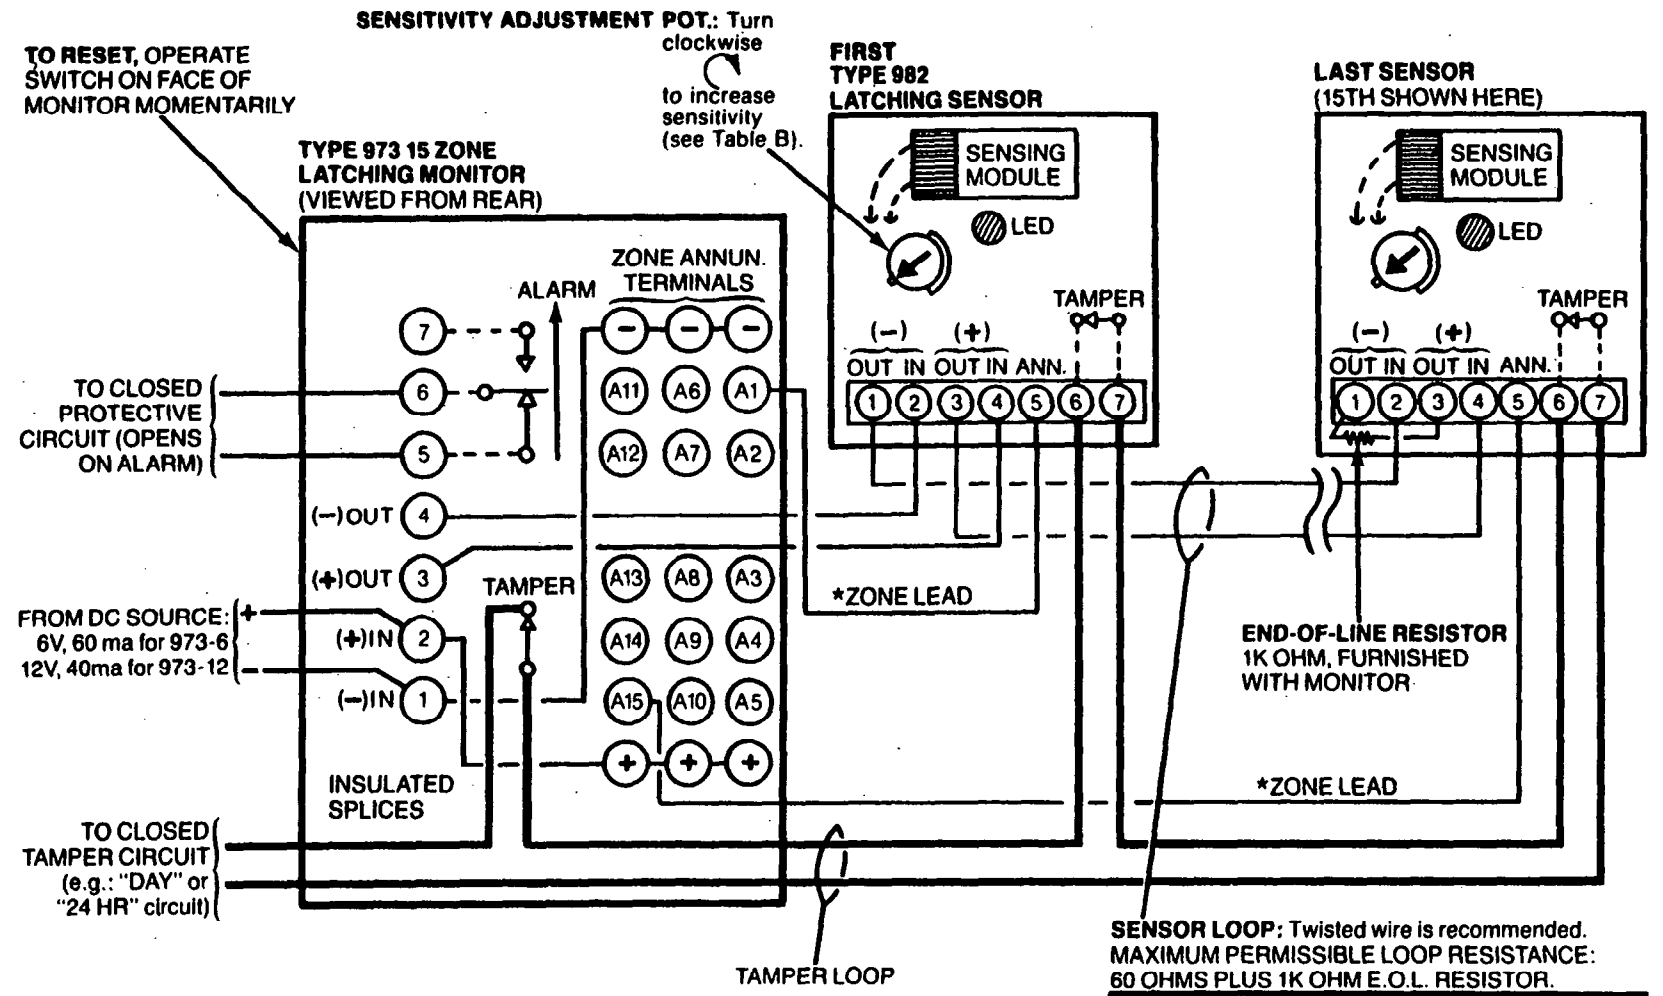 SENSITIVITY ADJUSTMENT POT.: Turn
clockwise
to increase
sensitivity
(see Table B).
TO RESET, OPERATE
SWITCH ON FACE OF
MONITOR MOMENTARILY
FIRST
TYPE 982
LATCHING SENSOR
LAST SENSOR
(15TH SHOWN HERE)
TYPE 973 15 ZONE
LATCHING MONITOR
(VIEWED FROM REAR)
SENSING
MODULE
LED
TAMPER
(-) (+)
OUT IN OUT IN ANN.
1 2 3 4 5 6 7
SENSING
MODULE
LED
TAMPER
(-) (+)
OUT IN OUT IN ANN.
1 2 3 4 5 6 7
ZONE ANNUN.
TERMINALS
ALARM
7 - - -
TO CLOSED
PROTECTIVE
CIRCUIT (OPENS
ON ALARM)
6 A11 A6 A1
5 A12 A7 A2
(-)OUT 4
(+)OUT 3
TAMPER
A13 A8 A3
*ZONE LEAD
FROM DC SOURCE: +
6V, 60 ma for 973-6
12V, 40ma for 973-12 -
(+)IN 2
A14 A9 A4
(-)IN 1
A15 A10 A5
+ + +
END-OF-LINE RESISTOR
1K OHM, FURNISHED
WITH MONITOR
INSULATED
SPLICES
*ZONE LEAD
TO CLOSED
TAMPER CIRCUIT
(e.g.: "DAY" or
"24 HR" circuit)
TAMPER LOOP
SENSOR LOOP: Twisted wire is recommended.
MAXIMUM PERMISSIBLE LOOP RESISTANCE:
60 OHMS PLUS 1K OHM E.O.L. RESISTOR.